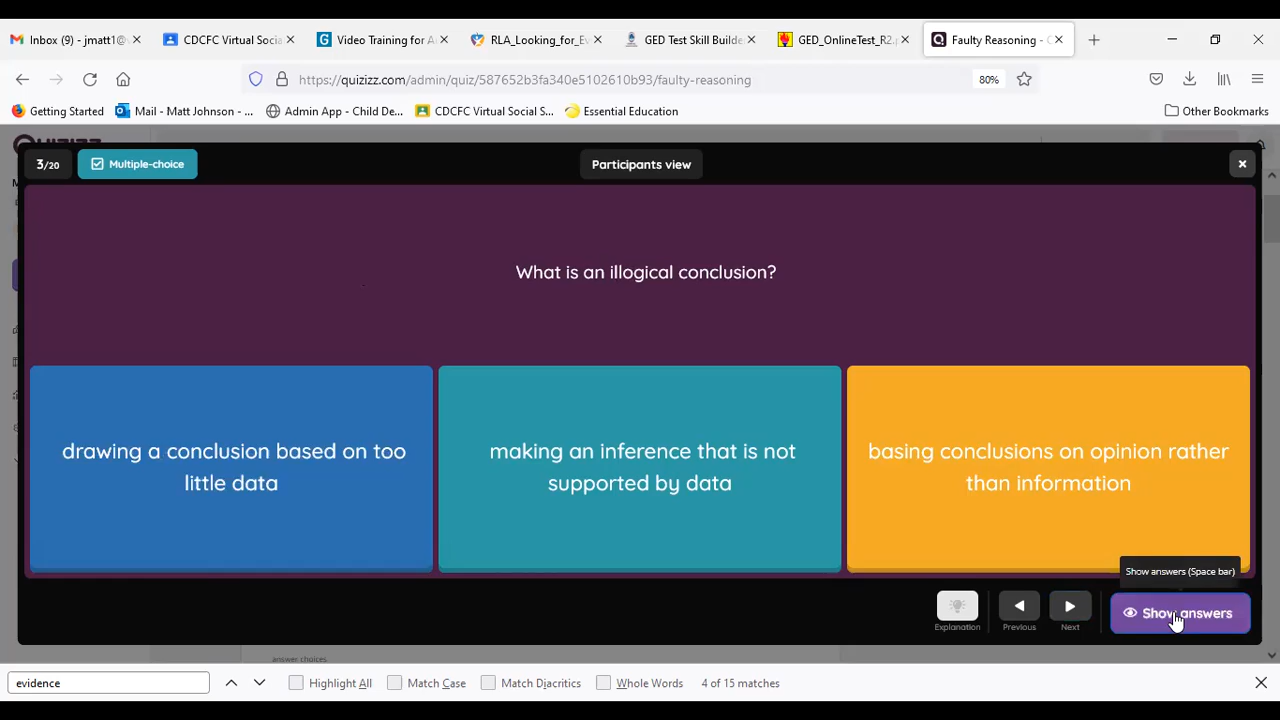 Inbox (9) - jmatt1@
CDCFC Virtual Socia
Video Training for A
RLA_Looking_for_Ev
GED Test Skill Builde
GED_OnlineTest_R2.
Faulty Reasoning -
https://quizizz.com/admin/quiz/587652b3fa340e5102610b93/faulty-reasoning
80%
Getting Started
Mail - Matt Johnson - ...
Admin App - Child De...
CDCFC Virtual Social S...
Essential Education
Other Bookmarks
3/20
Multiple-choice
Participants view
What is an illogical conclusion?
drawing a conclusion based on too
little data
making an inference that is not
supported by data
basing conclusions on opinion rather
than information
Show answers (Space bar)
Explanation
Previous
Next
Show answers
answer choices
evidence
Highlight All
Match Case
Match Diacritics
Whole Words
4 of 15 matches